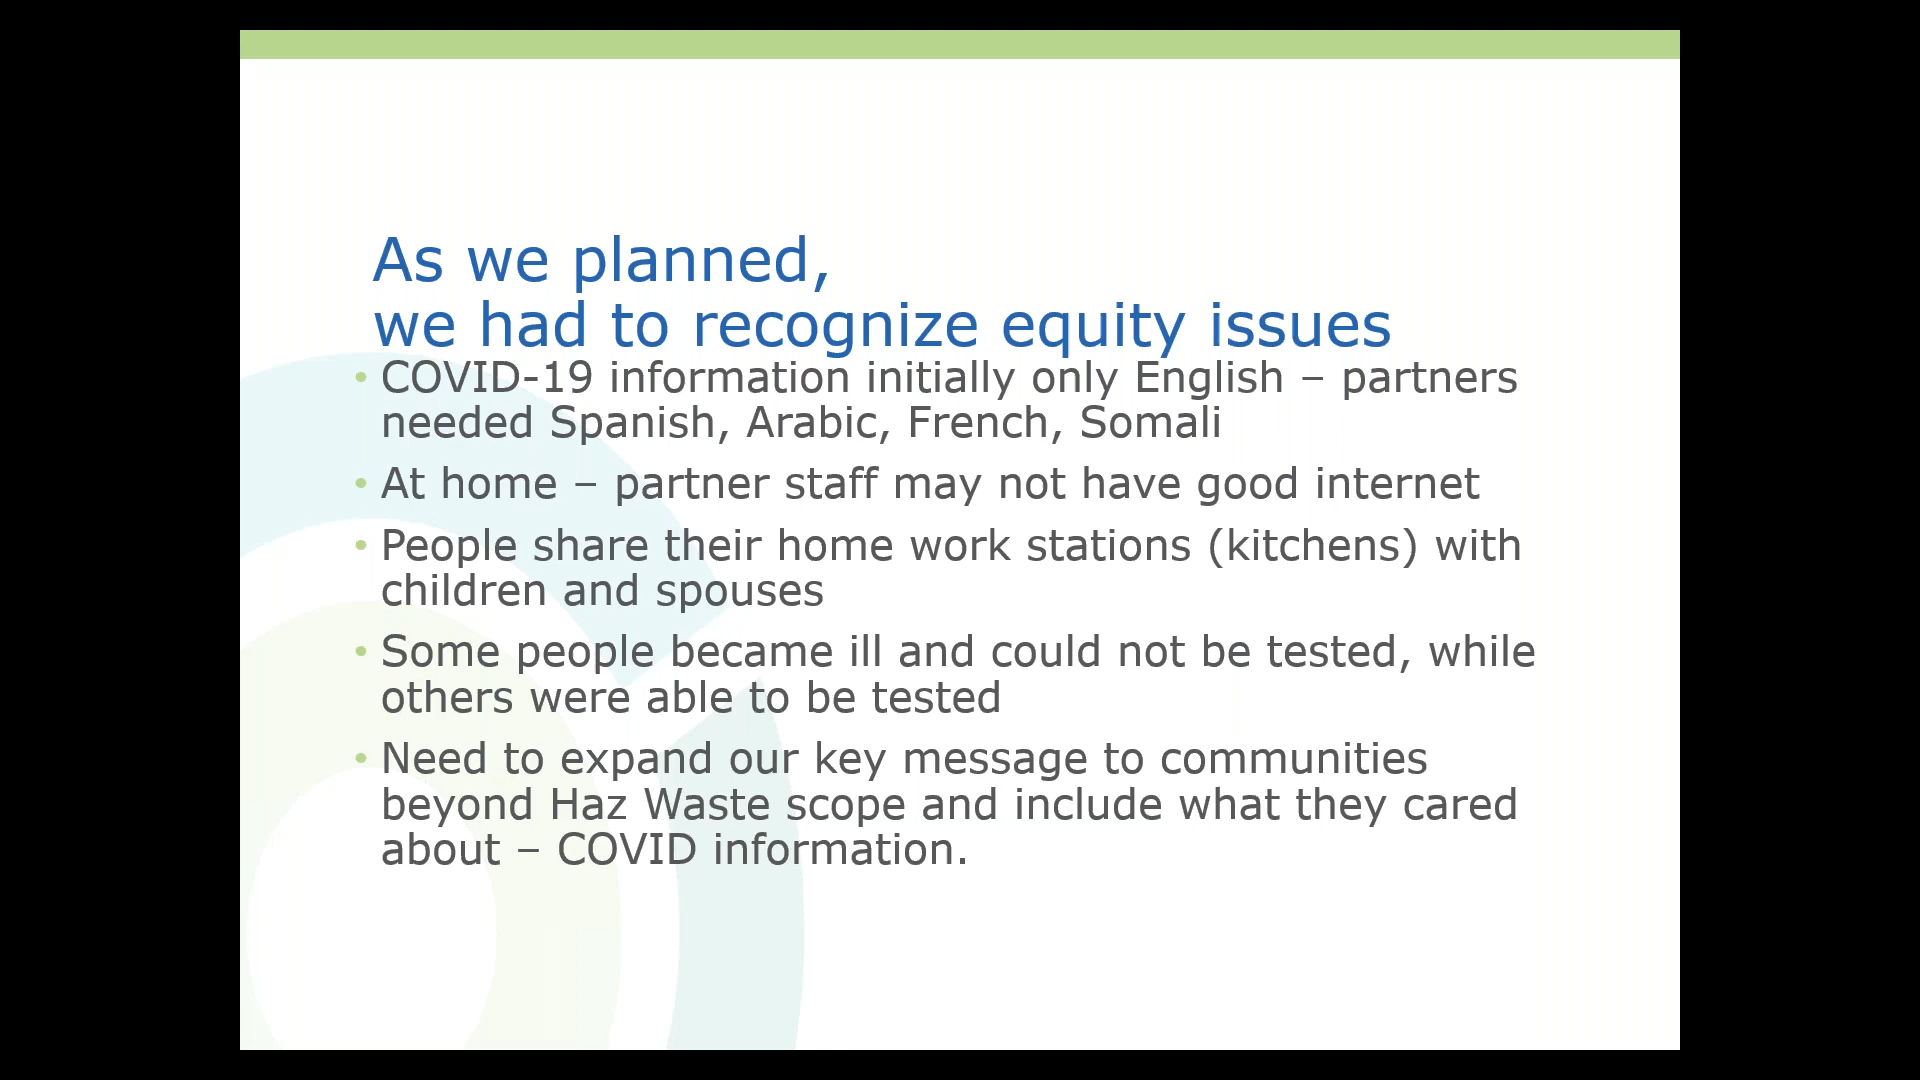 As we planned,
we had to recognize equity issues
• COVID-19 information initially only English – partners
needed Spanish, Arabic, French, Somali
• At home – partner staff may not have good internet
• People share their home work stations (kitchens) with
children and spouses
• Some people became ill and could not be tested, while
others were able to be tested
• Need to expand our key message to communities
beyond Haz Waste scope and include what they cared
about – COVID information.